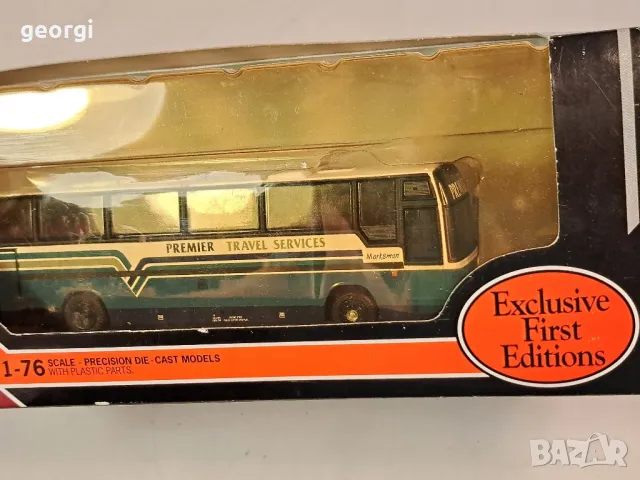 georgi
PREMIER TRAVEL SERVICES
Marksman
Exclusive
First
Editions
1-76 SCALE - PRECISION DIE-CAST MODELS
WITH PLASTIC PARTS.
BAZAR